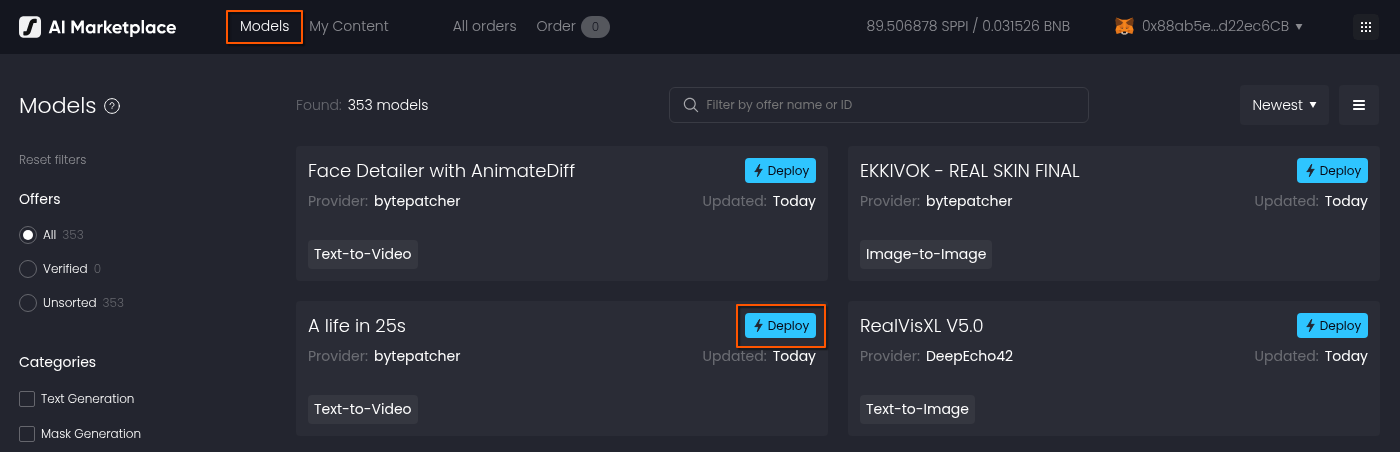 AI Marketplace
Models
My Content
All orders
Order 0
89.506878 SPPI / 0.031526 BNB
0x88ab5e...d22ec6CB ▾
Models ?
Found: 353 models
Filter by offer name or ID
Newest ▾
Reset filters
Offers
All 353
Verified 0
Unsorted 353
Categories
Text Generation
Mask Generation
Face Detailer with AnimateDiff
Deploy
Provider: bytepatcher
Updated: Today
Text-to-Video
EKKIVOK - REAL SKIN FINAL
Deploy
Provider: bytepatcher
Updated: Today
Image-to-Image
A life in 25s
Deploy
Provider: bytepatcher
Updated: Today
Text-to-Video
RealVisXL V5.0
Deploy
Provider: DeepEcho42
Updated: Today
Text-to-Image